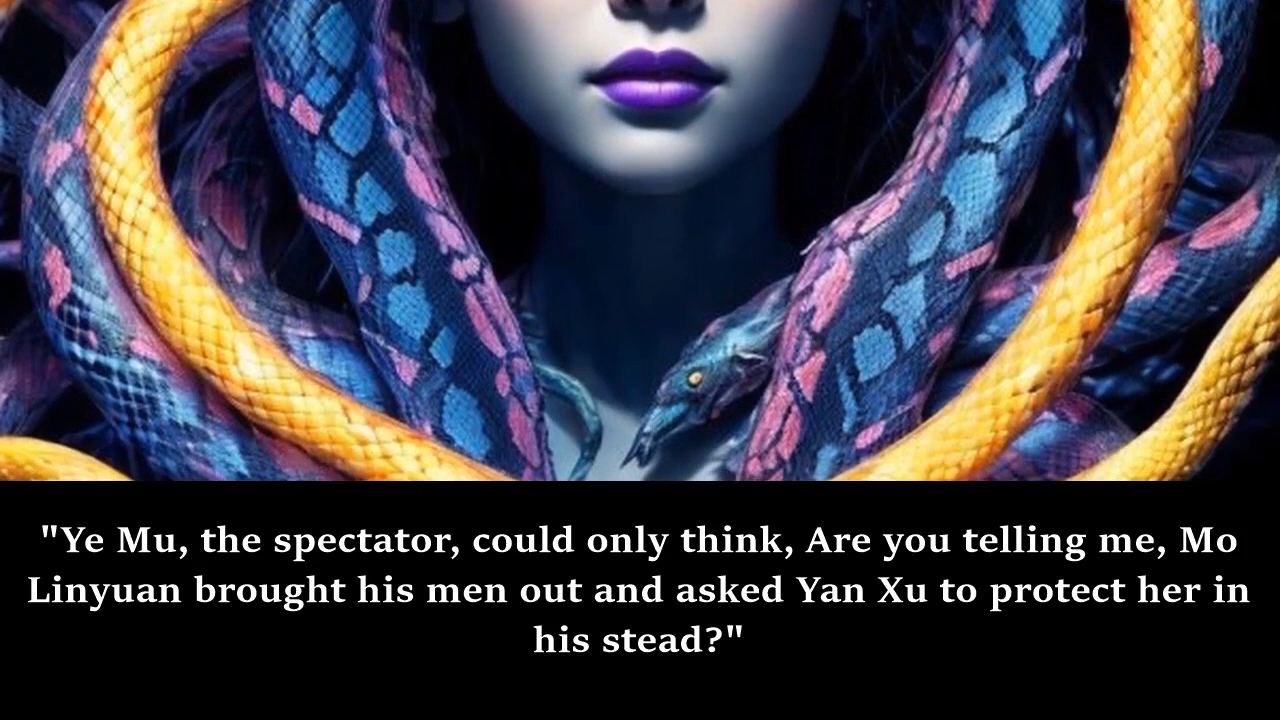 "Ye Mu, the spectator, could only think, Are you telling me, Mo
Linyuan brought his men out and asked Yan Xu to protect her in
his stead?"